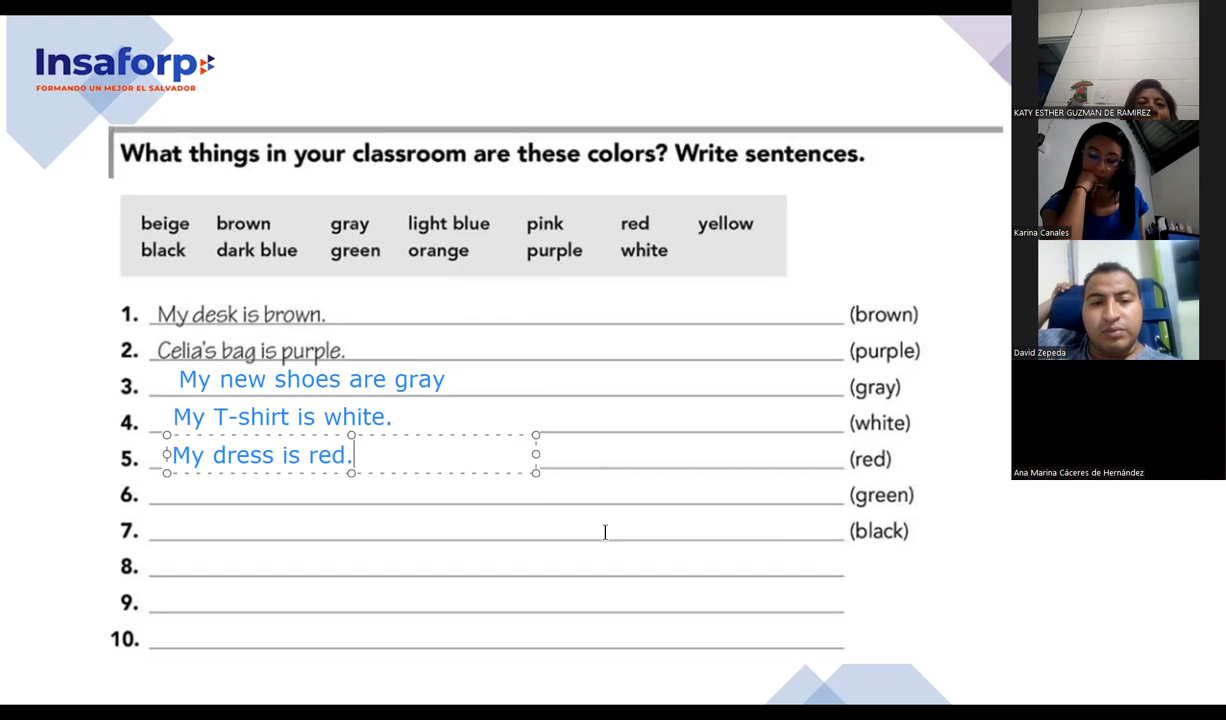 Insaforp
FORMANDO UN MEJOR EL SALVADOR
What things in your classroom are these colors? Write sentences.
beige brown gray light blue pink red yellow
black dark blue green orange purple white
1. My desk is brown. (brown)
2. Celia's bag is purple. (purple)
3. My new shoes are gray (gray)
4. My T-shirt is white. (white)
5. My dress is red. (red)
6. (green)
7. (black)
8.
9.
10.
KATY ESTHER GUZMAN DE RAMIREZ
Karina Canales
David Zepeda
Ana Marina Cáceres de Hernández